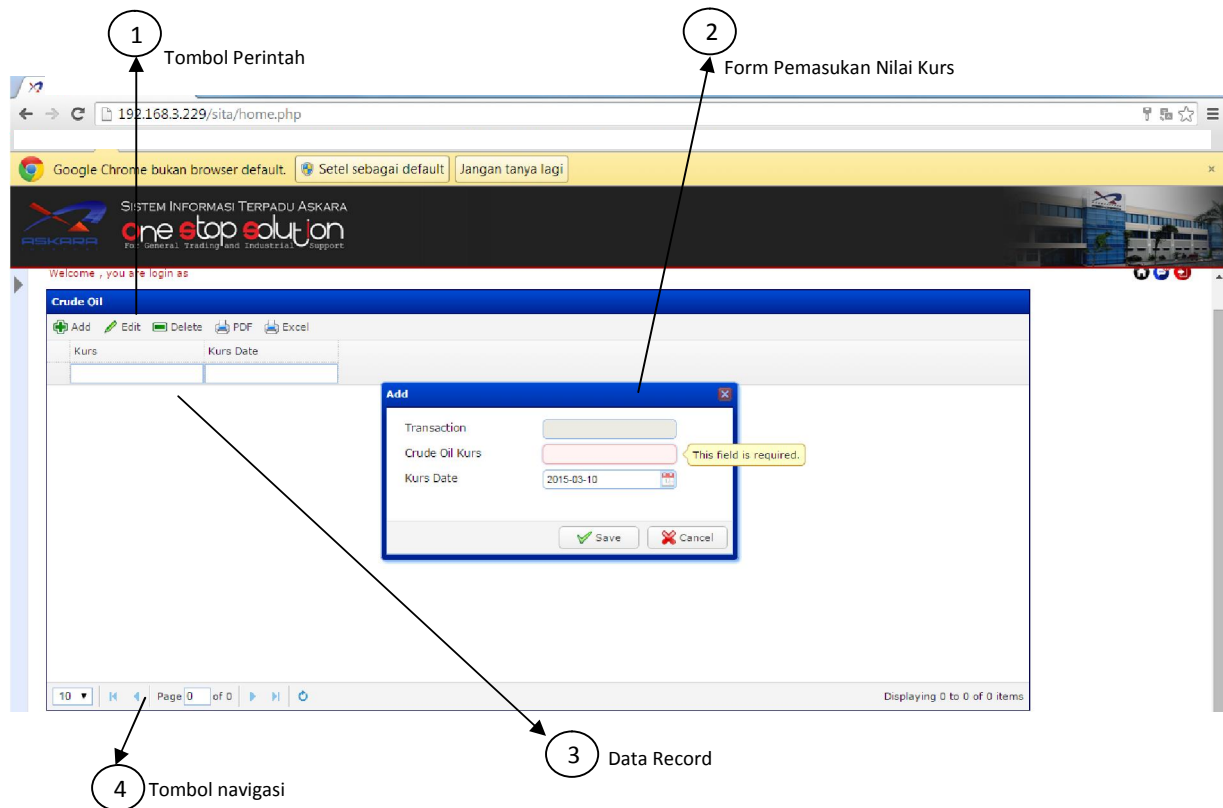 1
Tombol Perintah
2
Form Pemasukan Nilai Kurs
192.168.3.229/sita/home.php
Google Chrome bukan browser default. Setel sebagai default Jangan tanya lagi
SISTEM INFORMASI TERPADU ASKARA
one stop solution
For General Trading and Industrial Support
ASKARA
Welcome , you are login as
Crude Oil
Add Edit Delete PDF Excel
Kurs Kurs Date
Add
Transaction
Crude Oil Kurs
This field is required.
Kurs Date 2015-03-10
Save Cancel
10 Page 0 of 0 Displaying 0 to 0 of 0 items
3 Data Record
4 Tombol navigasi